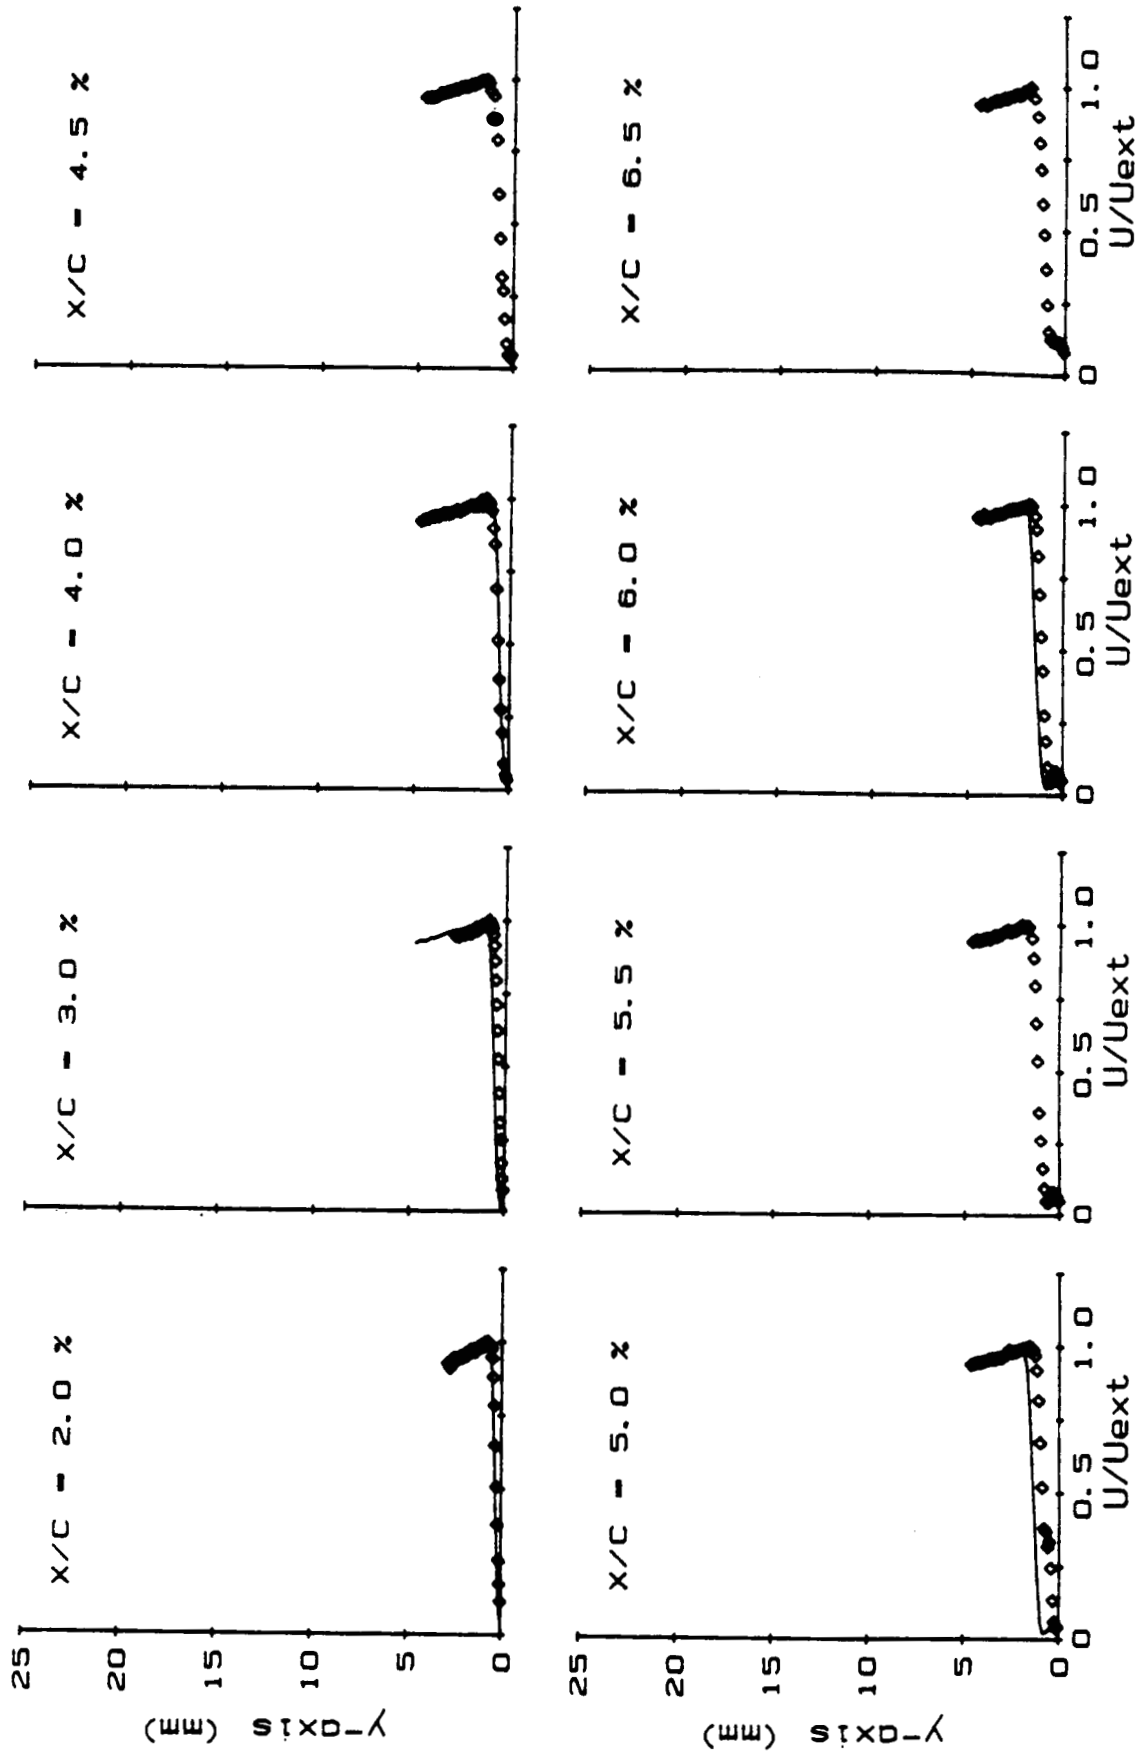 X/C = 2.0 %
X/C = 3.0 %
X/C = 4.0 %
X/C = 4.5 %
25
20
15
10
5
0
y-axis (mm)
X/C = 5.0 %
X/C = 5.5 %
X/C = 6.0 %
X/C = 6.5 %
25
20
15
10
5
0
y-axis (mm)
0 0.5 1.0
0 0.5 1.0
0 0.5 1.0
0 0.5 1.0
U/Uext
U/Uext
U/Uext
U/Uext